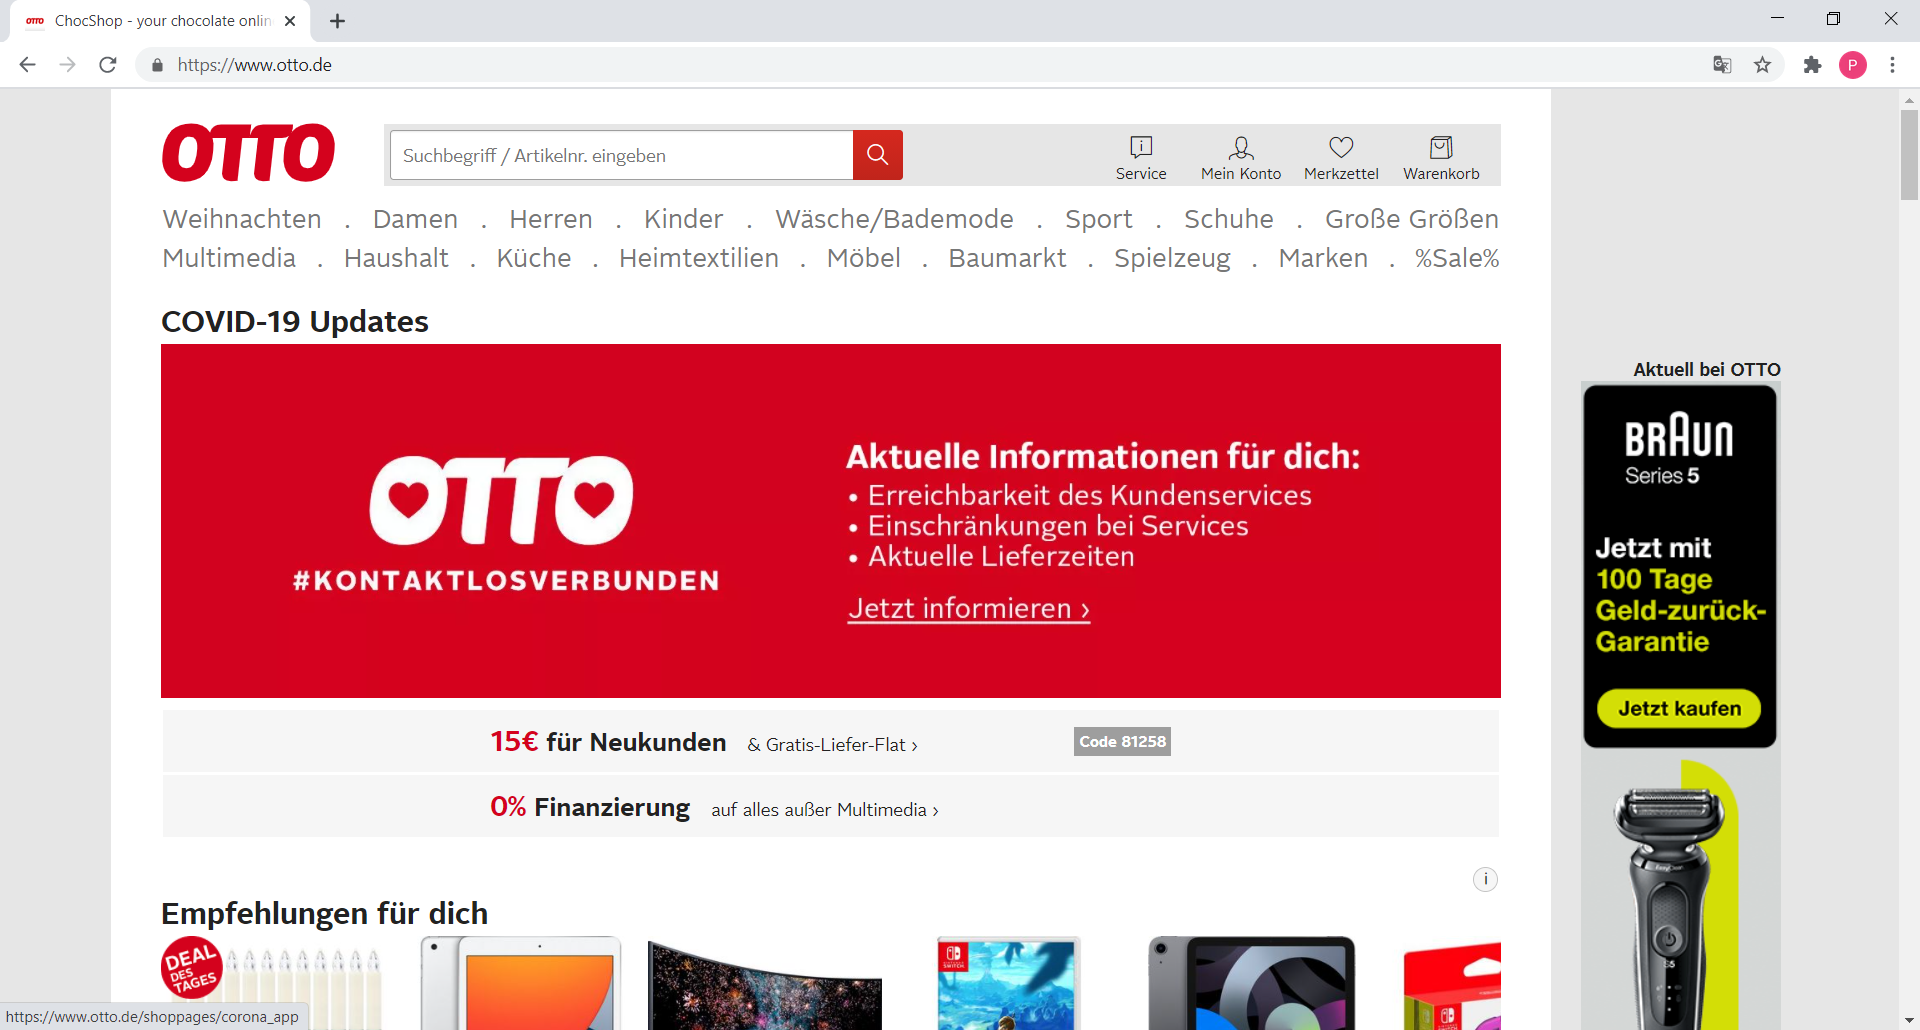 OTTO
ChocShop - your chocolate onlin
https://www.otto.de
P
OTTO
Suchbegriff / Artikelnr. eingeben
Service
Mein Konto
Merkzettel
Warenkorb
Weihnachten . Damen . Herren . Kinder . Wäsche/Bademode . Sport . Schuhe . Große Größen
Multimedia . Haushalt . Küche . Heimtextilien . Möbel . Baumarkt . Spielzeug . Marken . %Sale%
COVID-19 Updates
OTTO
#KONTAKTLOSVERBUNDEN
Aktuelle Informationen für dich:
• Erreichbarkeit des Kundenservices
• Einschränkungen bei Services
• Aktuelle Lieferzeiten
Jetzt informieren ›
15€ für Neukunden & Gratis-Liefer-Flat › Code 81258
0% Finanzierung auf alles außer Multimedia ›
i
Empfehlungen für dich
DEAL
DES
TAGES
NINTENDO
SWITCH
Aktuell bei OTTO
BRAUN
Series 5
Jetzt mit
100 Tage
Geld-zurück-
Garantie
Jetzt kaufen
S5
https://www.otto.de/shoppages/corona_app